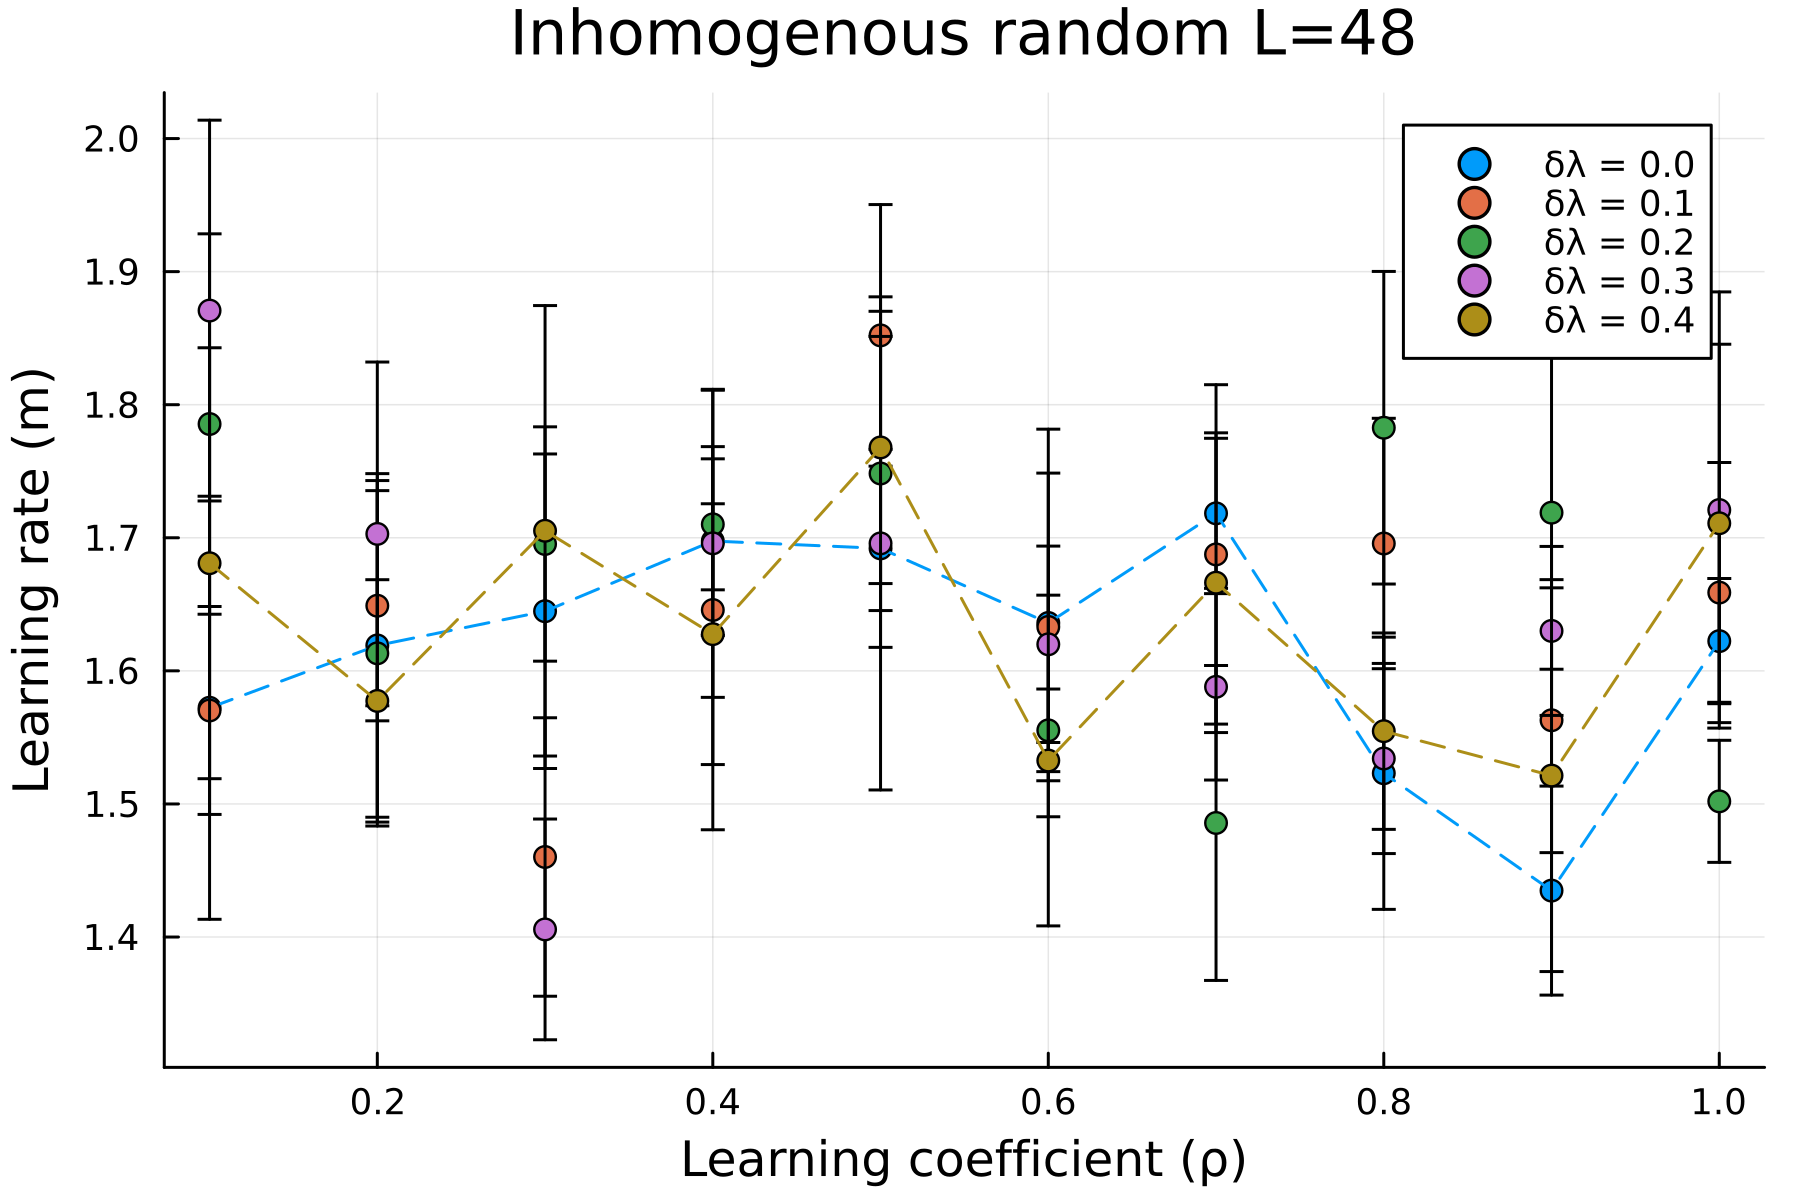 Inhomogenous random L=48
δλ = 0.0
δλ = 0.1
δλ = 0.2
δλ = 0.3
δλ = 0.4
Learning rate (m)
2.0
1.9
1.8
1.7
1.6
1.5
1.4
0.2 0.4 0.6 0.8 1.0
Learning coefficient (ρ)